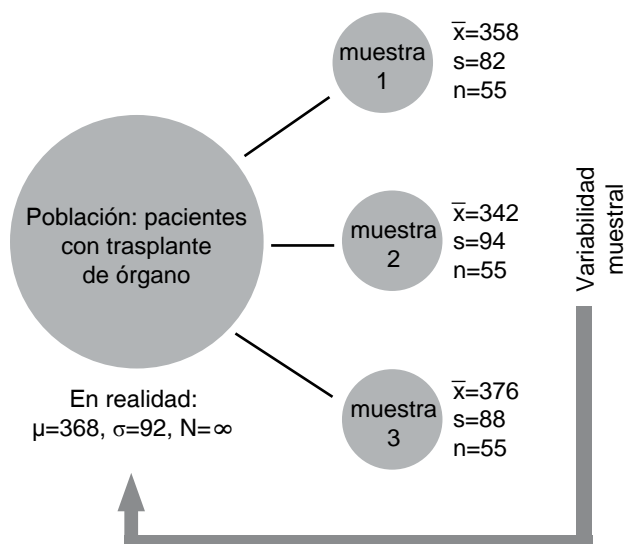 muestra
1
x̅=358
s=82
n=55
Población: pacientes
con trasplante
de órgano
muestra
2
x̅=342
s=94
n=55
Variabilidad
muestral
muestra
3
x̅=376
s=88
n=55
En realidad:
μ=368, σ=92, N=∞